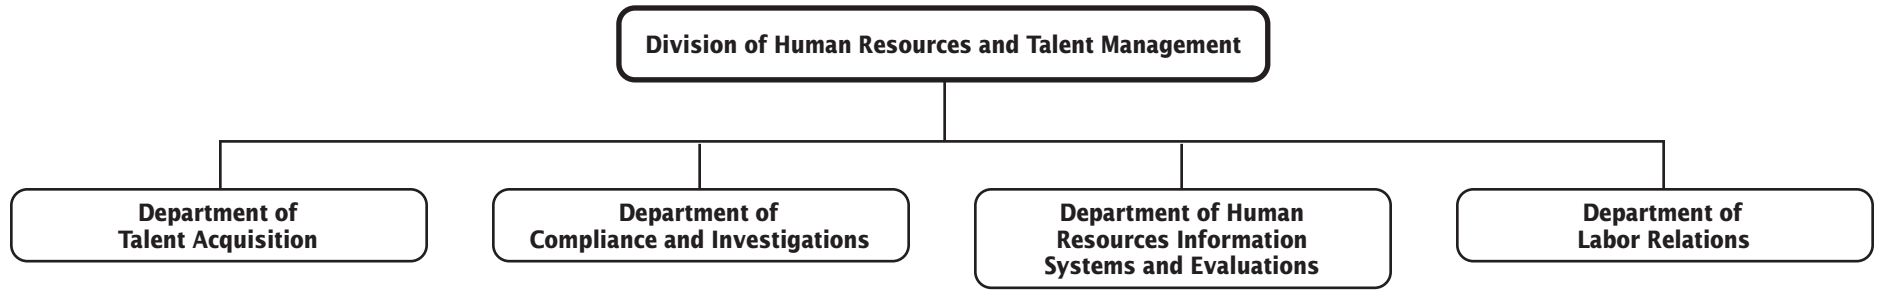 Division of Human Resources and Talent Management
Department of
Talent Acquisition
Department of
Compliance and Investigations
Department of Human
Resources Information
Systems and Evaluations
Department of
Labor Relations